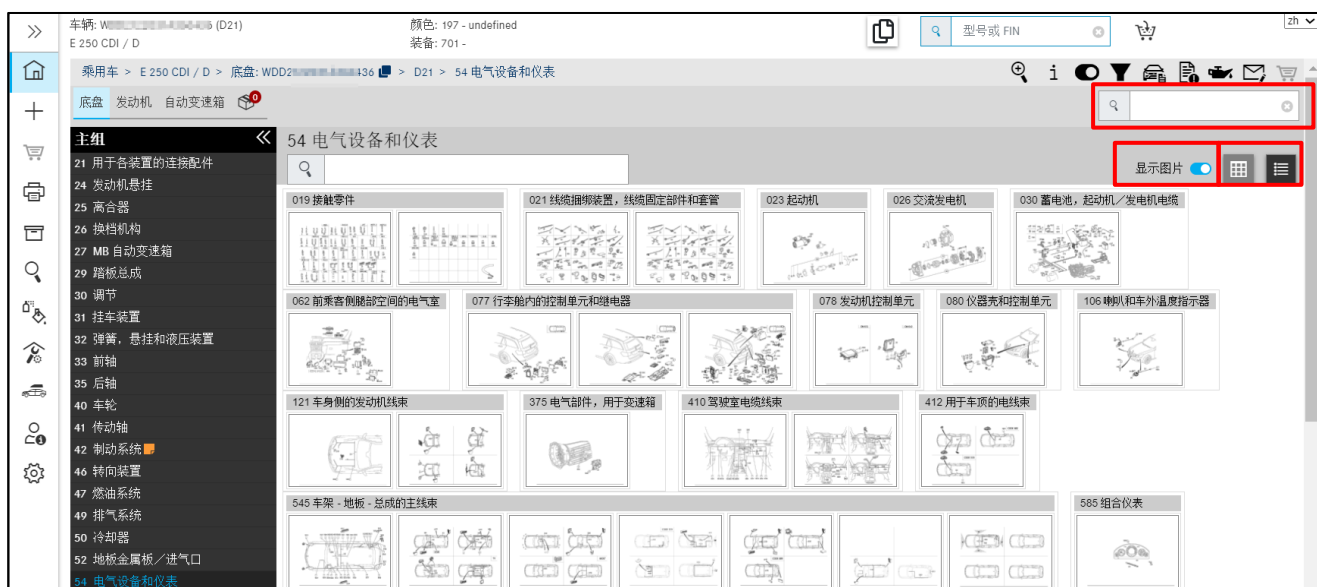 车辆: W (D21)
颜色: 197 - undefined
zh
E 250 CDI / D
装备: 701 -
型号或 FIN
乘用车 > E 250 CDI / D > 底盘: WDD2 36 > D21 > 54 电气设备和仪表
底盘 发动机 自动变速箱 0
主组
54 电气设备和仪表
显示图片
21 用于各装置的连接配件
24 发动机悬挂
25 离合器
26 换档机构
27 MB 自动变速箱
29 踏板总成
30 调节
31 挂车装置
32 弹簧，悬挂和液压装置
33 前轴
35 后轴
40 车轮
41 传动轴
42 制动系统
46 转向装置
47 燃油系统
49 排气系统
50 冷却器
52 地板金属板／进气口
54 电气设备和仪表
019 接触零件
021 线缆捆绑装置，线缆固定部件和套管
023 起动机
026 交流发电机
030 蓄电池，起动机／发电机电缆
062 前乘客侧腿部空间的电气室
077 行李舱内的控制单元和继电器
078 发动机控制单元
080 仪器壳和控制单元
106 喇叭和车外温度指示器
121 车身侧的发动机线束
375 电气部件，用于变速箱
410 驾驶室电缆线束
412 用于车顶的电线束
545 车架 - 地板 - 总成的主线束
585 组合仪表